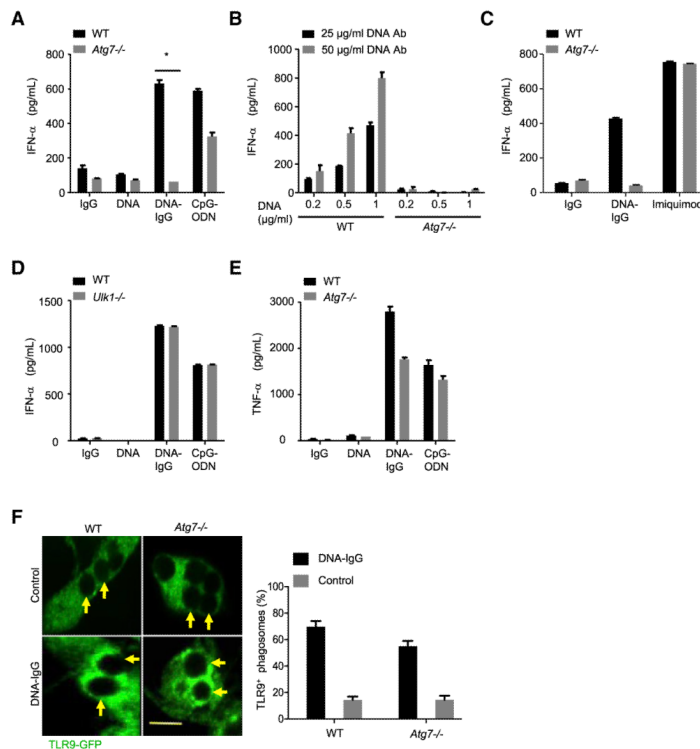 A
WT
Atg7-/-
IFN-α (pg/mL)
800
600
400
200
0
*
IgG
DNA
DNA-
IgG
CpG-
ODN
B
25 µg/ml DNA Ab
50 µg/ml DNA Ab
IFN-α (pg/mL)
1000
800
600
400
200
0
DNA
(µg/ml)
0.2 0.5 1 0.2 0.5 1
WT Atg7-/-
C
WT
Atg7-/-
IFN-α (pg/mL)
800
600
400
200
0
IgG
DNA-
IgG
Imiquimod
D
WT
Ulk1-/-
IFN-α (pg/mL)
1500
1000
500
0
IgG
DNA
DNA-
IgG
CpG-
ODN
E
WT
Atg7-/-
TNF-α (pg/mL)
3000
2000
1000
0
IgG
DNA
DNA-
IgG
CpG-
ODN
F
WT
Atg7-/-
Control
DNA-IgG
TLR9-GFP
DNA-IgG
Control
TLR9+ phagosomes (%)
100
80
60
40
20
0
WT
Atg7-/-